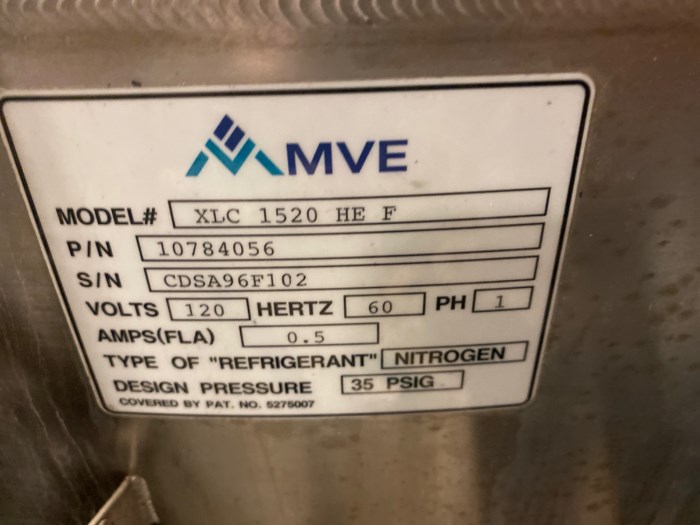 MVE
MODEL# XLC 1520 HE F
P/N 10784056
S/N CDSA96F102
VOLTS 120 HERTZ 60 PH 1
AMPS(FLA) 0.5
TYPE OF "REFRIGERANT" NITROGEN
DESIGN PRESSURE 35 PSIG
COVERED BY PAT. NO. 5275007